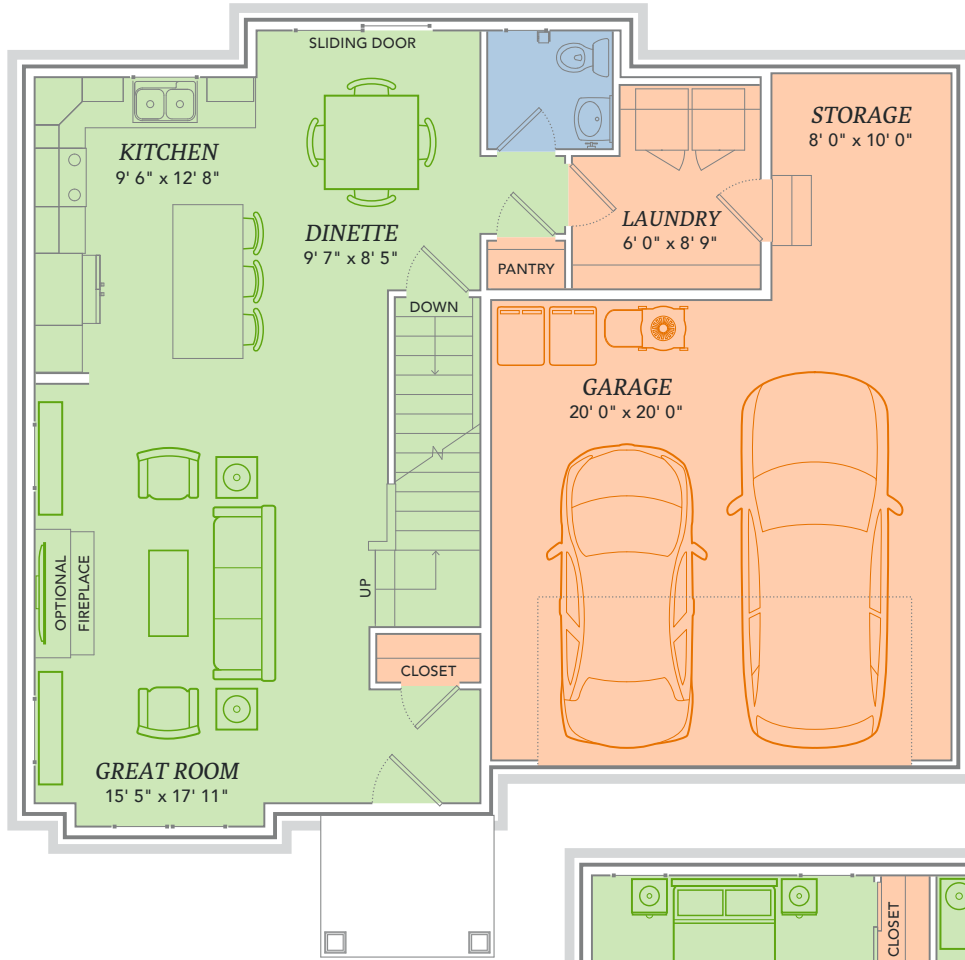 SLIDING DOOR
KITCHEN
9' 6" x 12' 8"
STORAGE
8' 0" x 10' 0"
DINETTE
9' 7" x 8' 5"
LAUNDRY
6' 0" x 8' 9"
PANTRY
DOWN
GARAGE
20' 0" x 20' 0"
OPTIONAL
FIREPLACE
UP
CLOSET
GREAT ROOM
15' 5" x 17' 11"
CLOSET